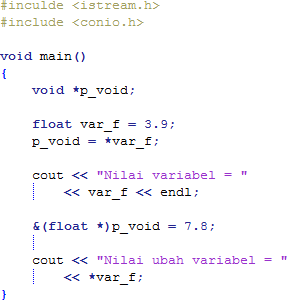 #inculde <istream.h>
#include <conio.h>
void main()
{
void *p_void;
float var_f = 3.9;
p_void = *var_f;
cout << "Nilai variabel = "
<< var_f << endl;
&(float *)p_void = 7.8;
cout << "Nilai ubah variabel = "
<< *var_f;
}